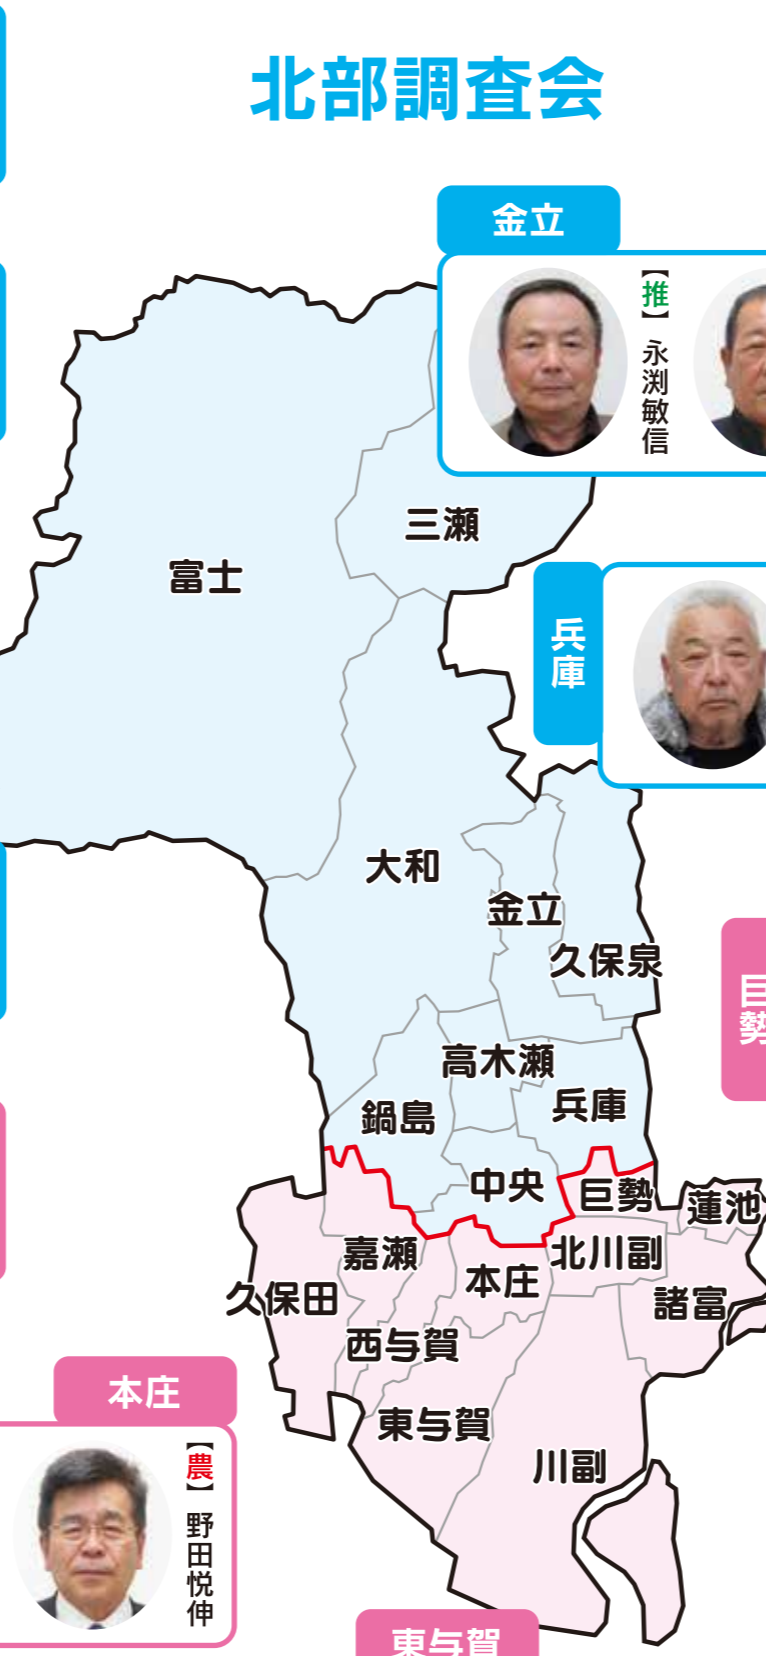 北部調査会
金立
【推】永渕敏信
三瀬
富士
兵庫
大和
金立
久保泉
巨勢
高木瀬
兵庫
鍋島
中央
巨勢
蓮池
嘉瀬
北川副
本庄
久保田
諸富
西与賀
本庄
東与賀
川副
【農】野田悦伸
東与賀